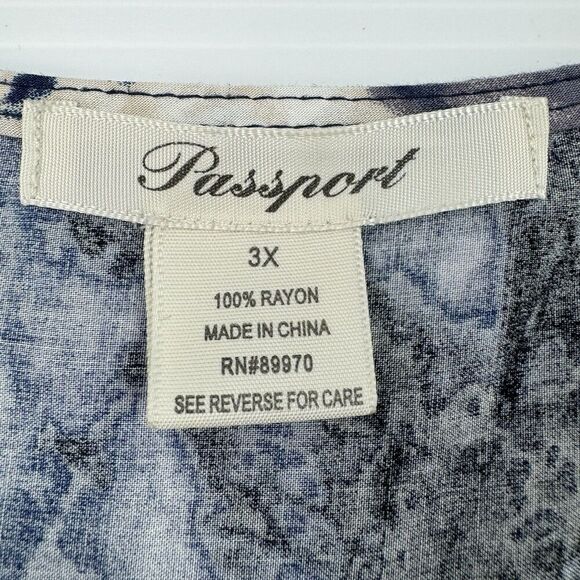 Passport
3X
100% RAYON
MADE IN CHINA
RN#89970
SEE REVERSE FOR CARE